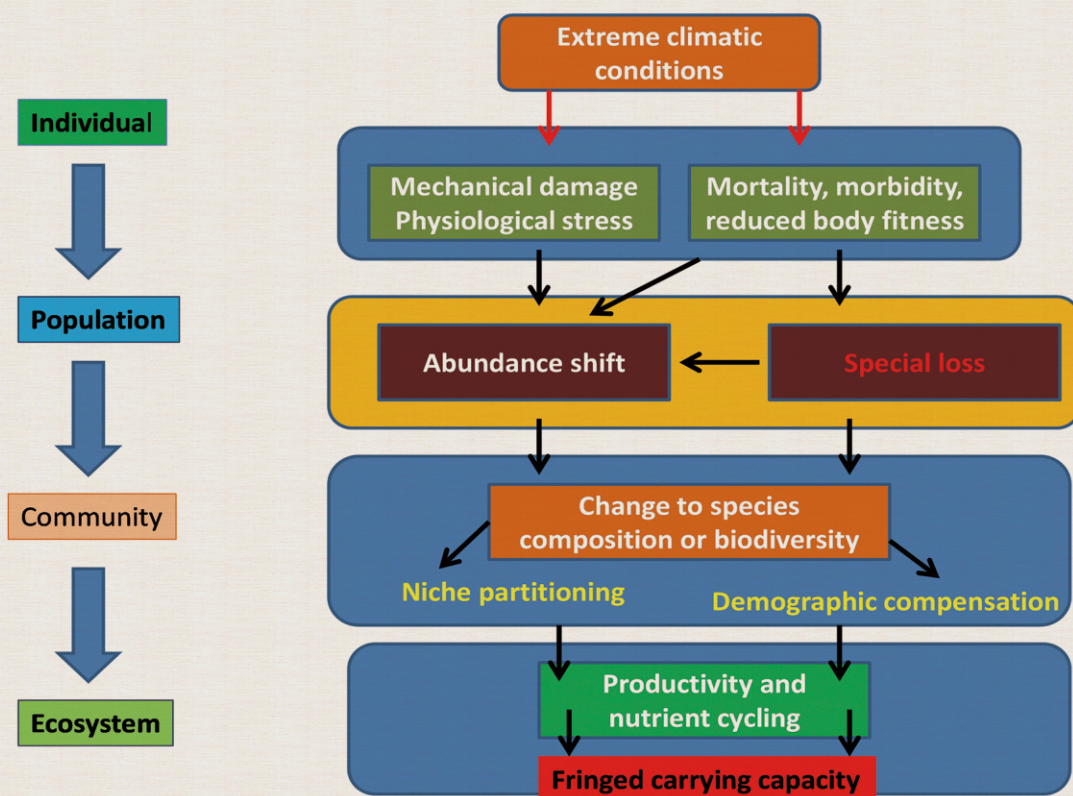 Extreme climatic
conditions
Individual
Mechanical damage
Physiological stress
Mortality, morbidity,
reduced body fitness
Population
Abundance shift
Special loss
Community
Change to species
composition or biodiversity
Niche partitioning
Demographic compensation
Ecosystem
Productivity and
nutrient cycling
Fringed carrying capacity